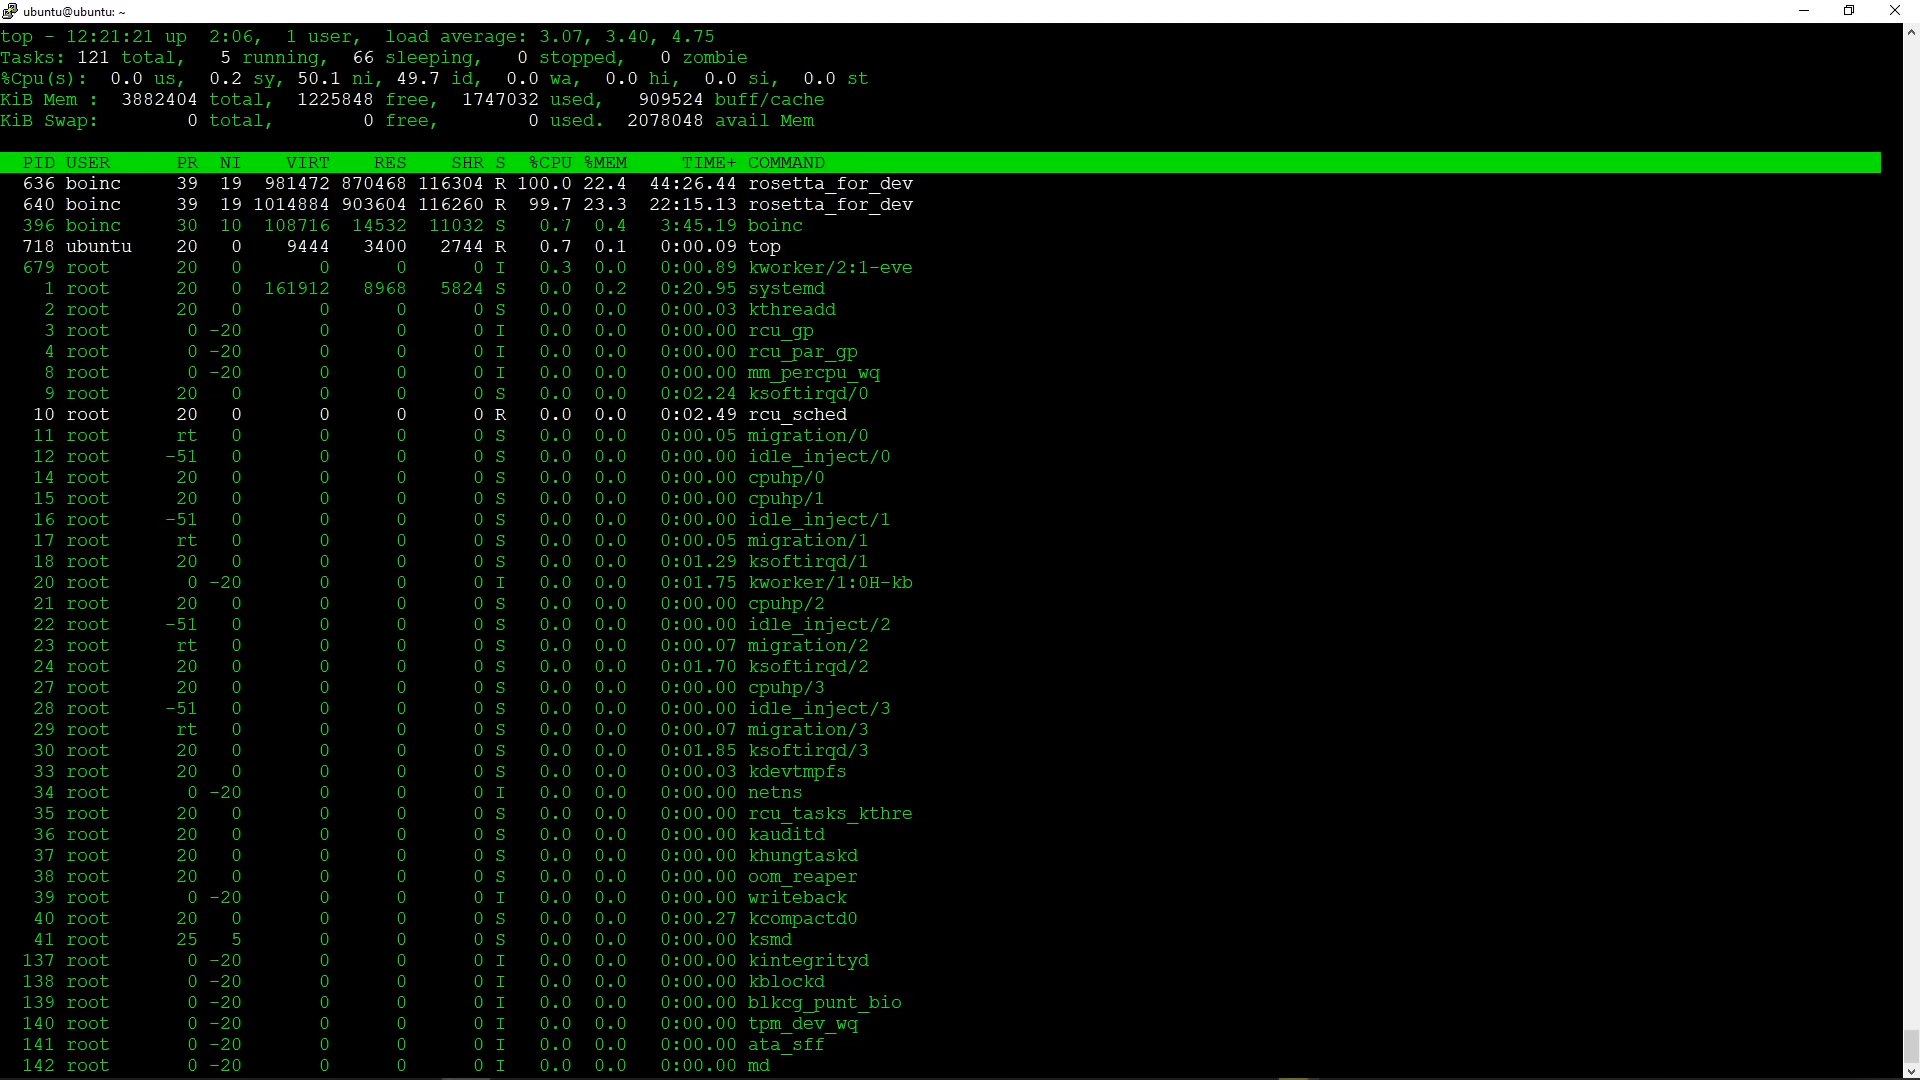 ubuntu@ubuntu: ~
top - 12:21:21 up  2:06,  1 user,  load average: 3.07, 3.40, 4.75
Tasks: 121 total,   5 running,  66 sleeping,   0 stopped,   0 zombie
%Cpu(s):  0.0 us,  0.2 sy, 50.1 ni, 49.7 id,  0.0 wa,  0.0 hi,  0.0 si,  0.0 st
KiB Mem :  3882404 total,  1225848 free,  1747032 used,   909524 buff/cache
KiB Swap:        0 total,        0 free,        0 used.  2078048 avail Mem
PID USER      PR  NI    VIRT    RES    SHR S  %CPU %MEM     TIME+ COMMAND
636 boinc     39  19  981472 870468 116304 R 100.0 22.4  44:26.44 rosetta_for_dev
640 boinc     39  19 1014884 903604 116260 R  99.7 23.3  22:15.13 rosetta_for_dev
396 boinc     30  10  108716  14532  11032 S   0.7  0.4   3:45.19 boinc
718 ubuntu    20   0    9444   3400   2744 R   0.7  0.1   0:00.09 top
679 root      20   0       0      0      0 I   0.3  0.0   0:00.89 kworker/2:1-eve
1 root      20   0  161912   8968   5824 S   0.0  0.2   0:20.95 systemd
2 root      20   0       0      0      0 S   0.0  0.0   0:00.03 kthreadd
3 root       0 -20       0      0      0 I   0.0  0.0   0:00.00 rcu_gp
4 root       0 -20       0      0      0 I   0.0  0.0   0:00.00 rcu_par_gp
8 root       0 -20       0      0      0 I   0.0  0.0   0:00.00 mm_percpu_wq
9 root      20   0       0      0      0 S   0.0  0.0   0:02.24 ksoftirqd/0
10 root      20   0       0      0      0 R   0.0  0.0   0:02.49 rcu_sched
11 root      rt   0       0      0      0 S   0.0  0.0   0:00.05 migration/0
12 root     -51   0       0      0      0 S   0.0  0.0   0:00.00 idle_inject/0
14 root      20   0       0      0      0 S   0.0  0.0   0:00.00 cpuhp/0
15 root      20   0       0      0      0 S   0.0  0.0   0:00.00 cpuhp/1
16 root     -51   0       0      0      0 S   0.0  0.0   0:00.00 idle_inject/1
17 root      rt   0       0      0      0 S   0.0  0.0   0:00.05 migration/1
18 root      20   0       0      0      0 S   0.0  0.0   0:01.29 ksoftirqd/1
20 root       0 -20       0      0      0 I   0.0  0.0   0:01.75 kworker/1:0H-kb
21 root      20   0       0      0      0 S   0.0  0.0   0:00.00 cpuhp/2
22 root     -51   0       0      0      0 S   0.0  0.0   0:00.00 idle_inject/2
23 root      rt   0       0      0      0 S   0.0  0.0   0:00.07 migration/2
24 root      20   0       0      0      0 S   0.0  0.0   0:01.70 ksoftirqd/2
27 root      20   0       0      0      0 S   0.0  0.0   0:00.00 cpuhp/3
28 root     -51   0       0      0      0 S   0.0  0.0   0:00.00 idle_inject/3
29 root      rt   0       0      0      0 S   0.0  0.0   0:00.07 migration/3
30 root      20   0       0      0      0 S   0.0  0.0   0:01.85 ksoftirqd/3
33 root      20   0       0      0      0 S   0.0  0.0   0:00.03 kdevtmpfs
34 root       0 -20       0      0      0 I   0.0  0.0   0:00.00 netns
35 root      20   0       0      0      0 S   0.0  0.0   0:00.00 rcu_tasks_kthre
36 root      20   0       0      0      0 S   0.0  0.0   0:00.00 kauditd
37 root      20   0       0      0      0 S   0.0  0.0   0:00.00 khungtaskd
38 root      20   0       0      0      0 S   0.0  0.0   0:00.00 oom_reaper
39 root       0 -20       0      0      0 I   0.0  0.0   0:00.00 writeback
40 root      20   0       0      0      0 S   0.0  0.0   0:00.27 kcompactd0
41 root      25   5       0      0      0 S   0.0  0.0   0:00.00 ksmd
137 root       0 -20       0      0      0 I   0.0  0.0   0:00.00 kintegrityd
138 root       0 -20       0      0      0 I   0.0  0.0   0:00.00 kblockd
139 root       0 -20       0      0      0 I   0.0  0.0   0:00.00 blkcg_punt_bio
140 root       0 -20       0      0      0 I   0.0  0.0   0:00.00 tpm_dev_wq
141 root       0 -20       0      0      0 I   0.0  0.0   0:00.00 ata_sff
142 root       0 -20       0      0      0 I   0.0  0.0   0:00.00 md